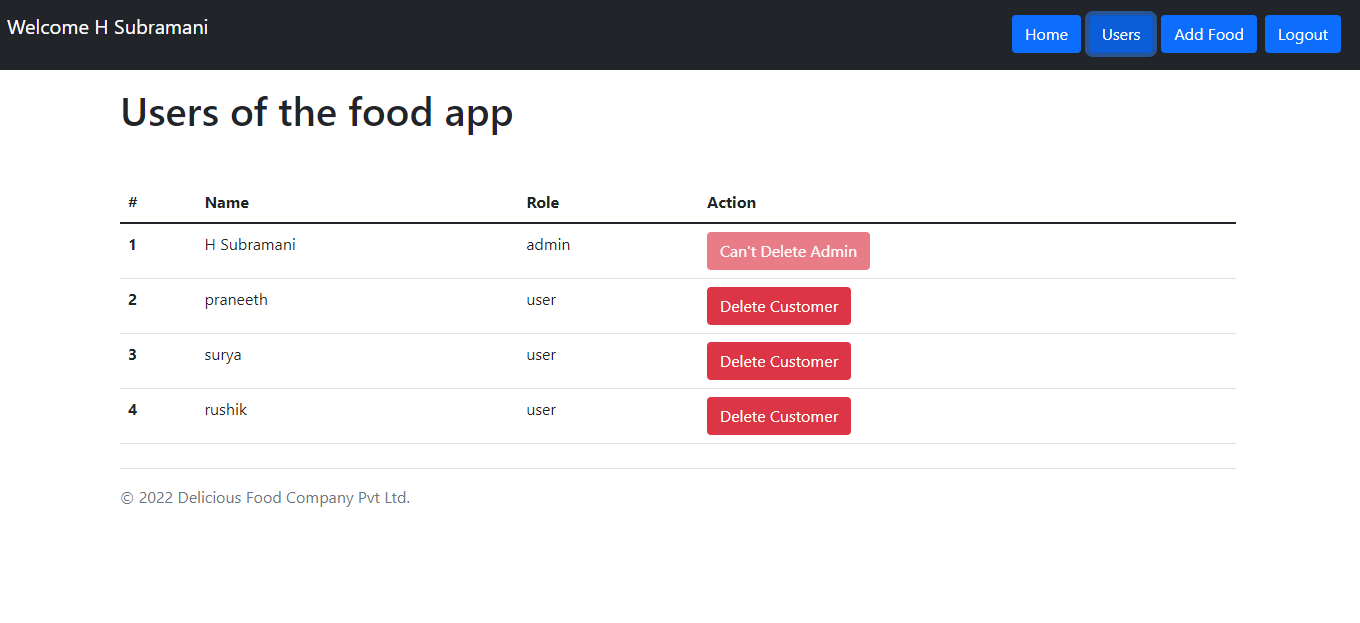 Welcome H Subramani
Home Users Add Food Logout
Users of the food app
# Name Role Action
1 H Subramani admin Can't Delete Admin
2 praneeth user Delete Customer
3 surya user Delete Customer
4 rushik user Delete Customer
© 2022 Delicious Food Company Pvt Ltd.